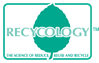 RECYCOLOGY™
THE SCIENCE OF REDUCE, REUSE AND RECYCLE